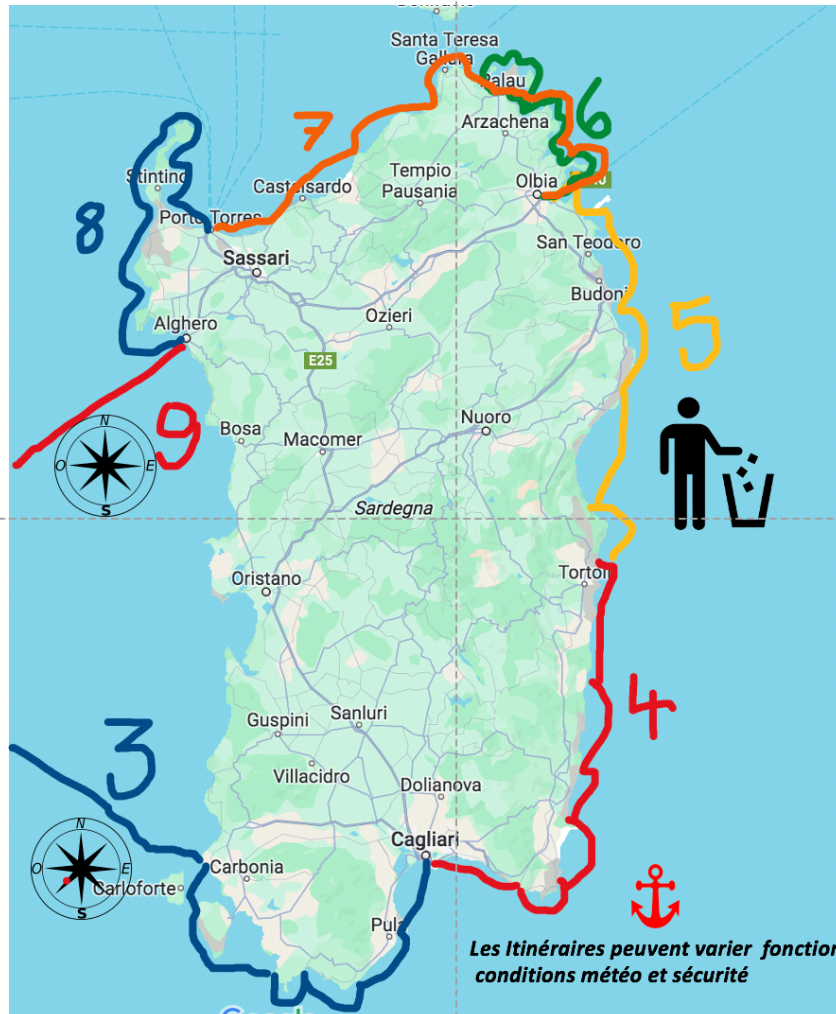 Santa Teresa
Gallura
Palau
6
7
Arzachena
Stintino
Castelsardo
Tempio
Pausania
Olbia
Porto Torres
8
San Teodoro
Sassari
Budoni
Alghero
Ozieri
5
E25
9
N
O E
S
Bosa
Nuoro
Macomer
Sardegna
Oristano
Tortolì
4
Guspini
Sanluri
3
Villacidro
Dolianova
Cagliari
N
O E
S
Carbonia
Carloforte
Pula
Les Itinéraires peuvent varier fonction
conditions météo et sécurité